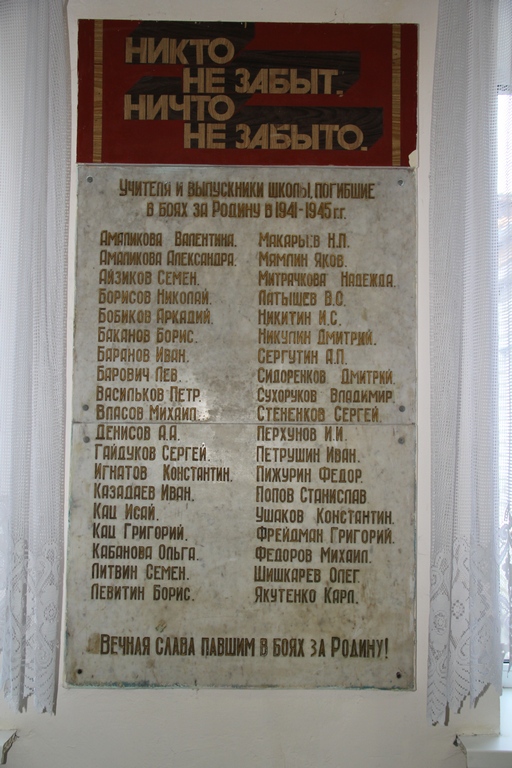 НИКТО
НЕ ЗАБЫТ,
НИЧТО
НЕ ЗАБЫТО.
Учителя и выпускники школы, погибшие
в боях за Родину в 1941-1945 гг.
Амаликова Валентина.
Амаликова Александра.
Айзиков Семен.
Борисов Николай.
Бобиков Аркадий.
Баканов Борис.
Баранов Иван.
Барович Лев.
Васильков Петр.
Власов Михаил.
Денисов А.А.
Гайдуков Сергей.
Игнатов Константин.
Казадаев Иван.
Кац Исай.
Кац Григорий.
Кабанова Ольга.
Литвин Семен.
Левитин Борис.
Макарычев Н.П.
Мямлин Яков.
Митрачкова Надежда.
Латышев В.С.
Никитин И.С.
Никулин Дмитрий.
Сергутин А.П.
Сидоренков Дмитрий.
Сухоруков Владимир.
Стененков Сергей.
Перхунов И.И.
Петрушин Иван.
Пижурин Федор.
Попов Станислав
Ушаков Константин.
Фрейдман Григорий.
Федоров Михаил.
Шишкарев Олег.
Якутенко Карл.
Вечная слава павшим в боях за Родину!